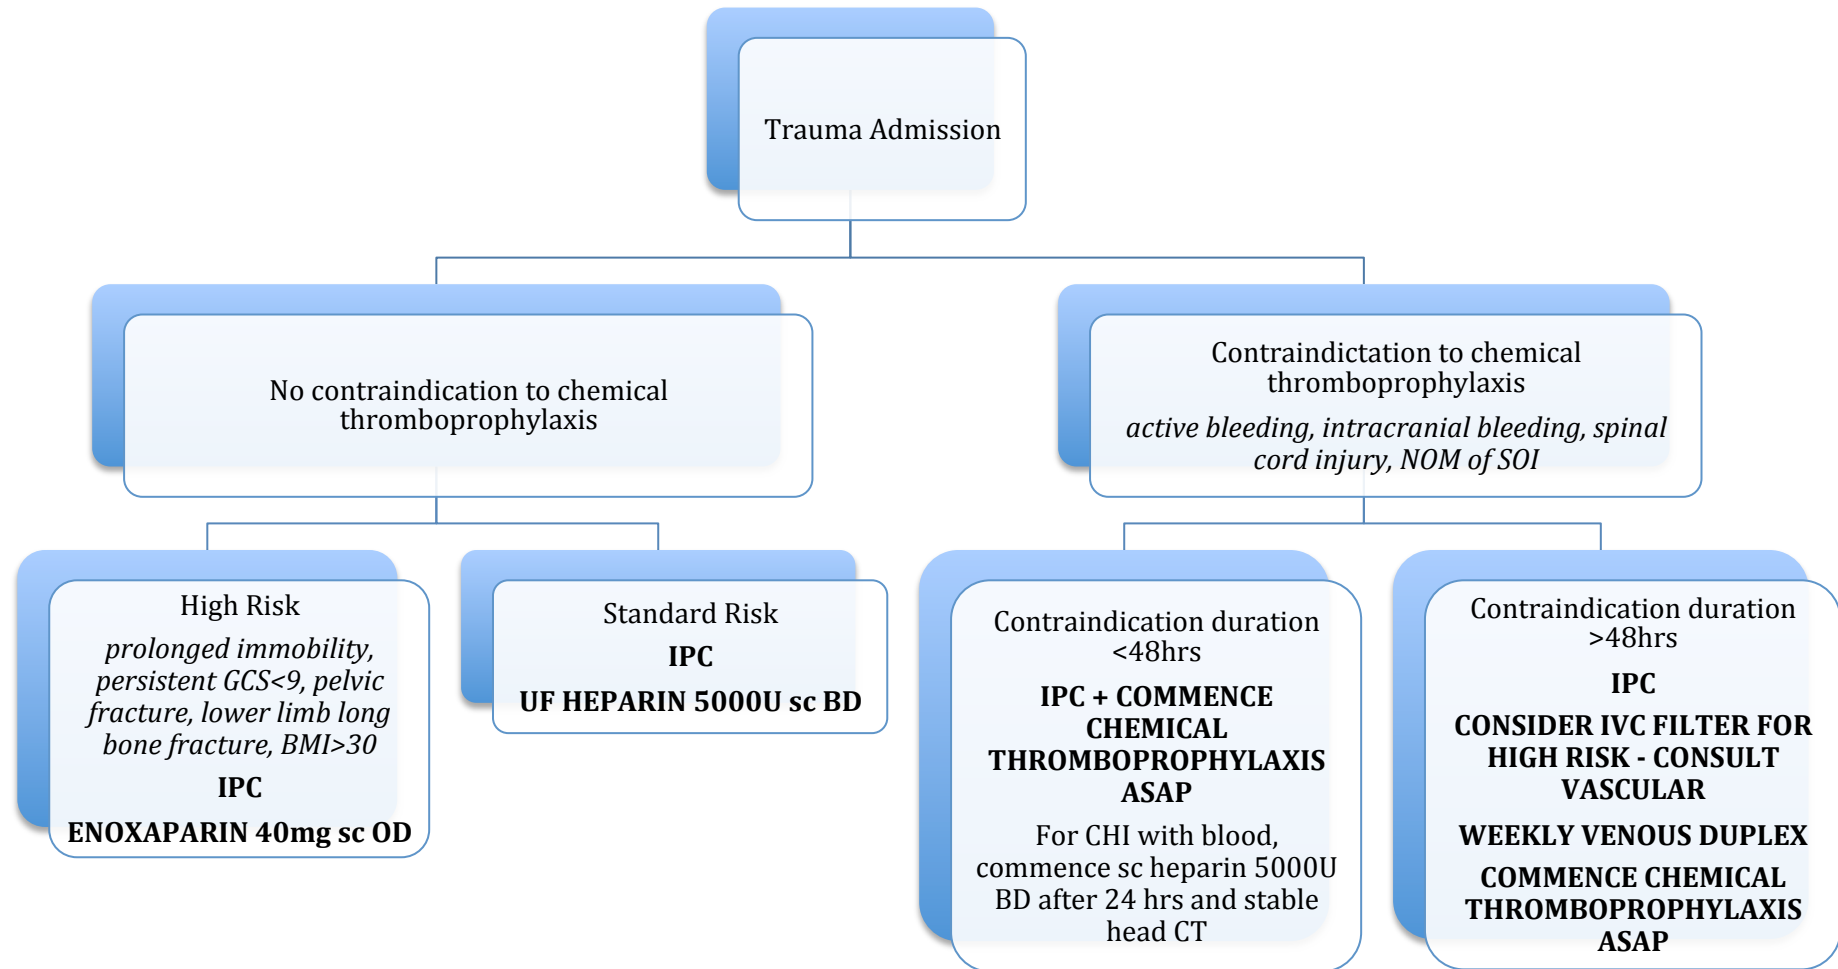 Trauma Admission
No contraindication to chemical
thromboprophylaxis
Contraindictation to chemical
thromboprophylaxis
active bleeding, intracranial bleeding, spinal
cord injury, NOM of SOI
High Risk
prolonged immobility,
persistent GCS<9, pelvic
fracture, lower limb long
bone fracture, BMI>30
IPC
ENOXAPARIN 40mg sc OD
Standard Risk
IPC
UF HEPARIN 5000U sc BD
Contraindication duration
<48hrs
IPC + COMMENCE
CHEMICAL
THROMBOPROPHYLAXIS
ASAP
For CHI with blood,
commence sc heparin 5000U
BD after 24 hrs and stable
head CT
Contraindication duration
>48hrs
IPC
CONSIDER IVC FILTER FOR
HIGH RISK - CONSULT
VASCULAR
WEEKLY VENOUS DUPLEX
COMMENCE CHEMICAL
THROMBOPROPHYLAXIS
ASAP